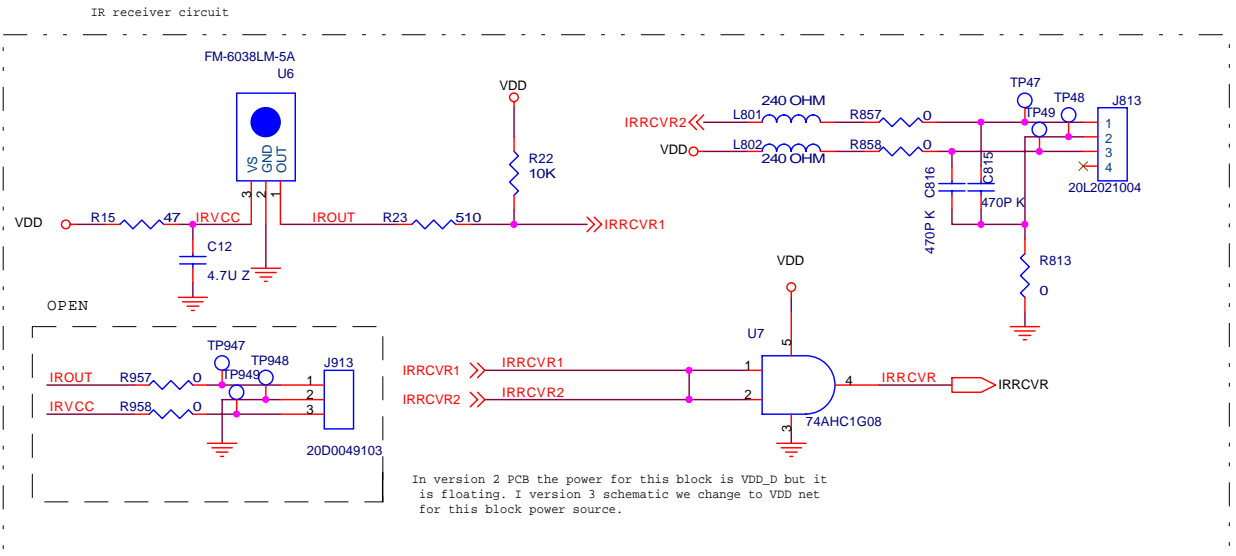 IR receiver circuit
FM-6038LM-5A
U6
VS
GND
OUT
3
2
1
VDD
R15
47
IRVCC
IROUT
R23
510
C12
4.7U Z
VDD
R22
10K
IRRCVR1
IRRCVR2
L801
240 OHM
R857
0
VDD
L802
240 OHM
R858
0
TP47
TP48
TP49
J813
1
2
3
4
20L2021004
C816
470P K
C815
470P K
R813
0
OPEN
TP947
TP948
TP949
J913
IROUT
R957
0
1
2
IRVCC
R958
0
3
20D0049103
VDD
U7
5
IRRCVR1
IRRCVR1
1
IRRCVR2
IRRCVR2
2
4
IRRCVR
IRRCVR
3
74AHC1G08
In version 2 PCB the power for this block is VDD_D but it
is floating. I version 3 schematic we change to VDD net
for this block power source.